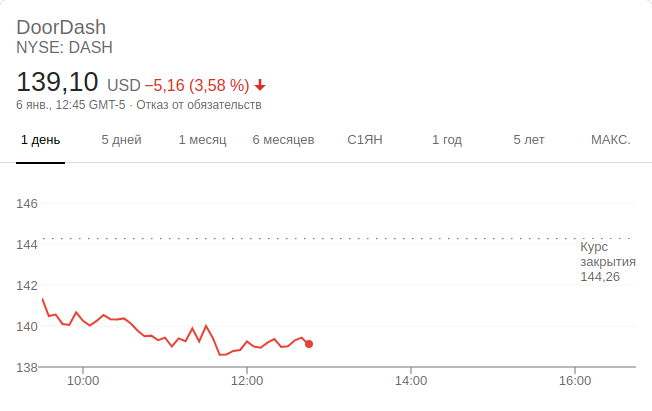 DoorDash
NYSE: DASH
139,10 USD −5,16 (3,58 %)
6 янв., 12:45 GMT-5 · Отказ от обязательств
1 день 5 дней 1 месяц 6 месяцев С1ЯН 1 год 5 лет МАКС.
146
144
Курс
закрытия
144,26
142
140
138
10:00 12:00 14:00 16:00